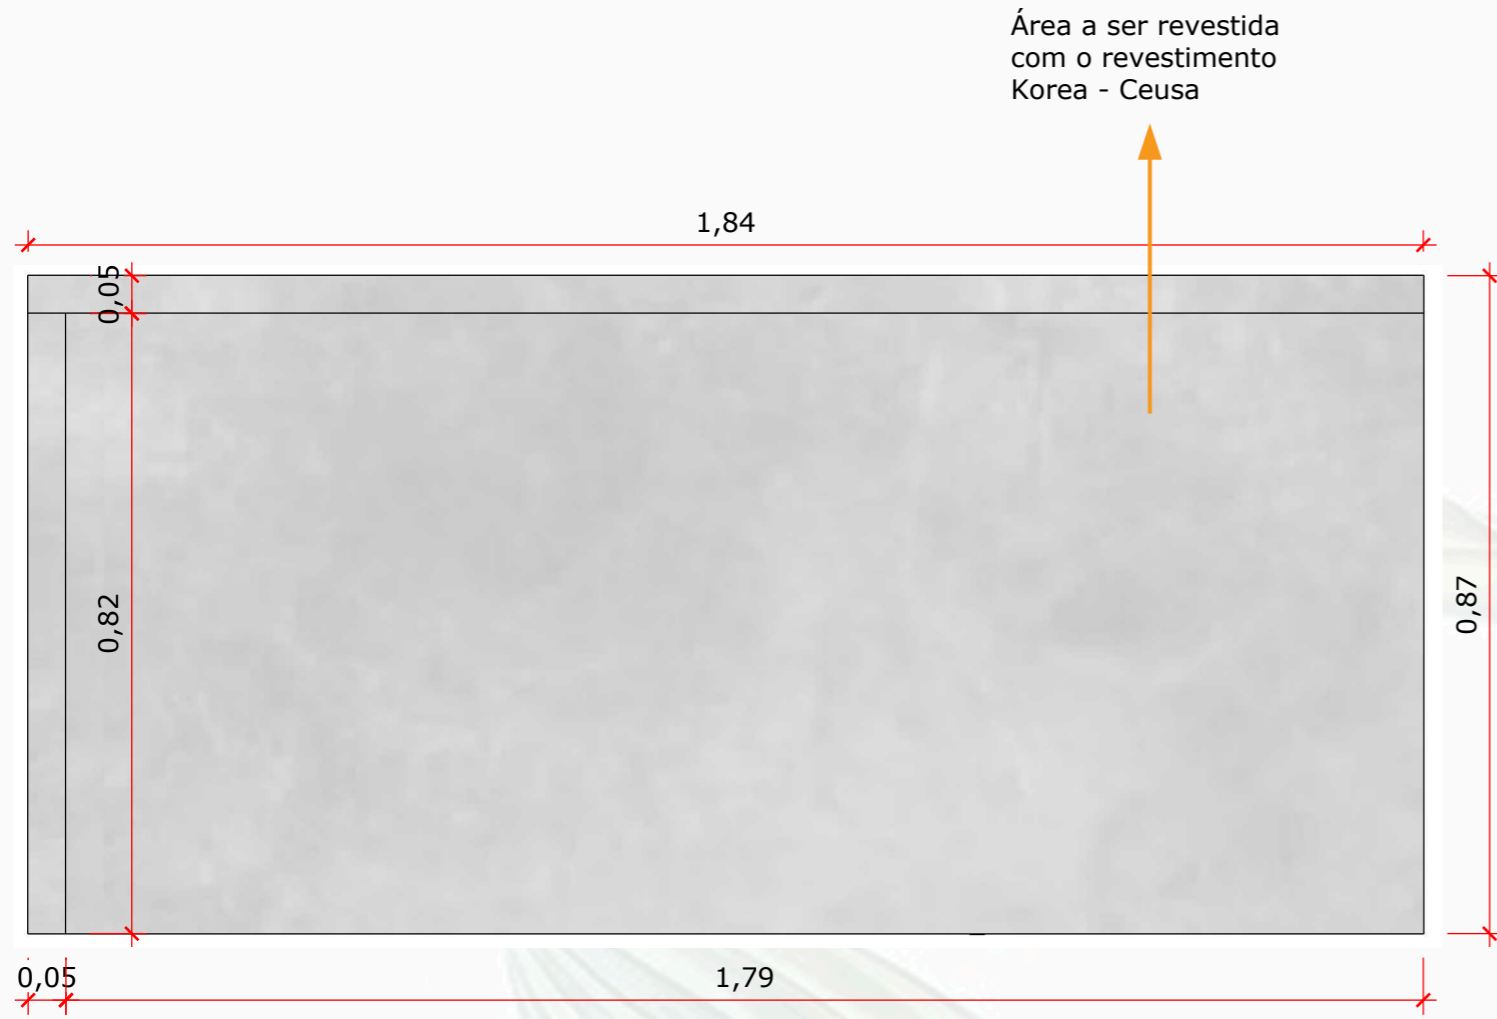 Área a ser revestida
com o revestimento
Korea - Ceusa
1,84
0,05
0,82
0,87
0,05
1,79